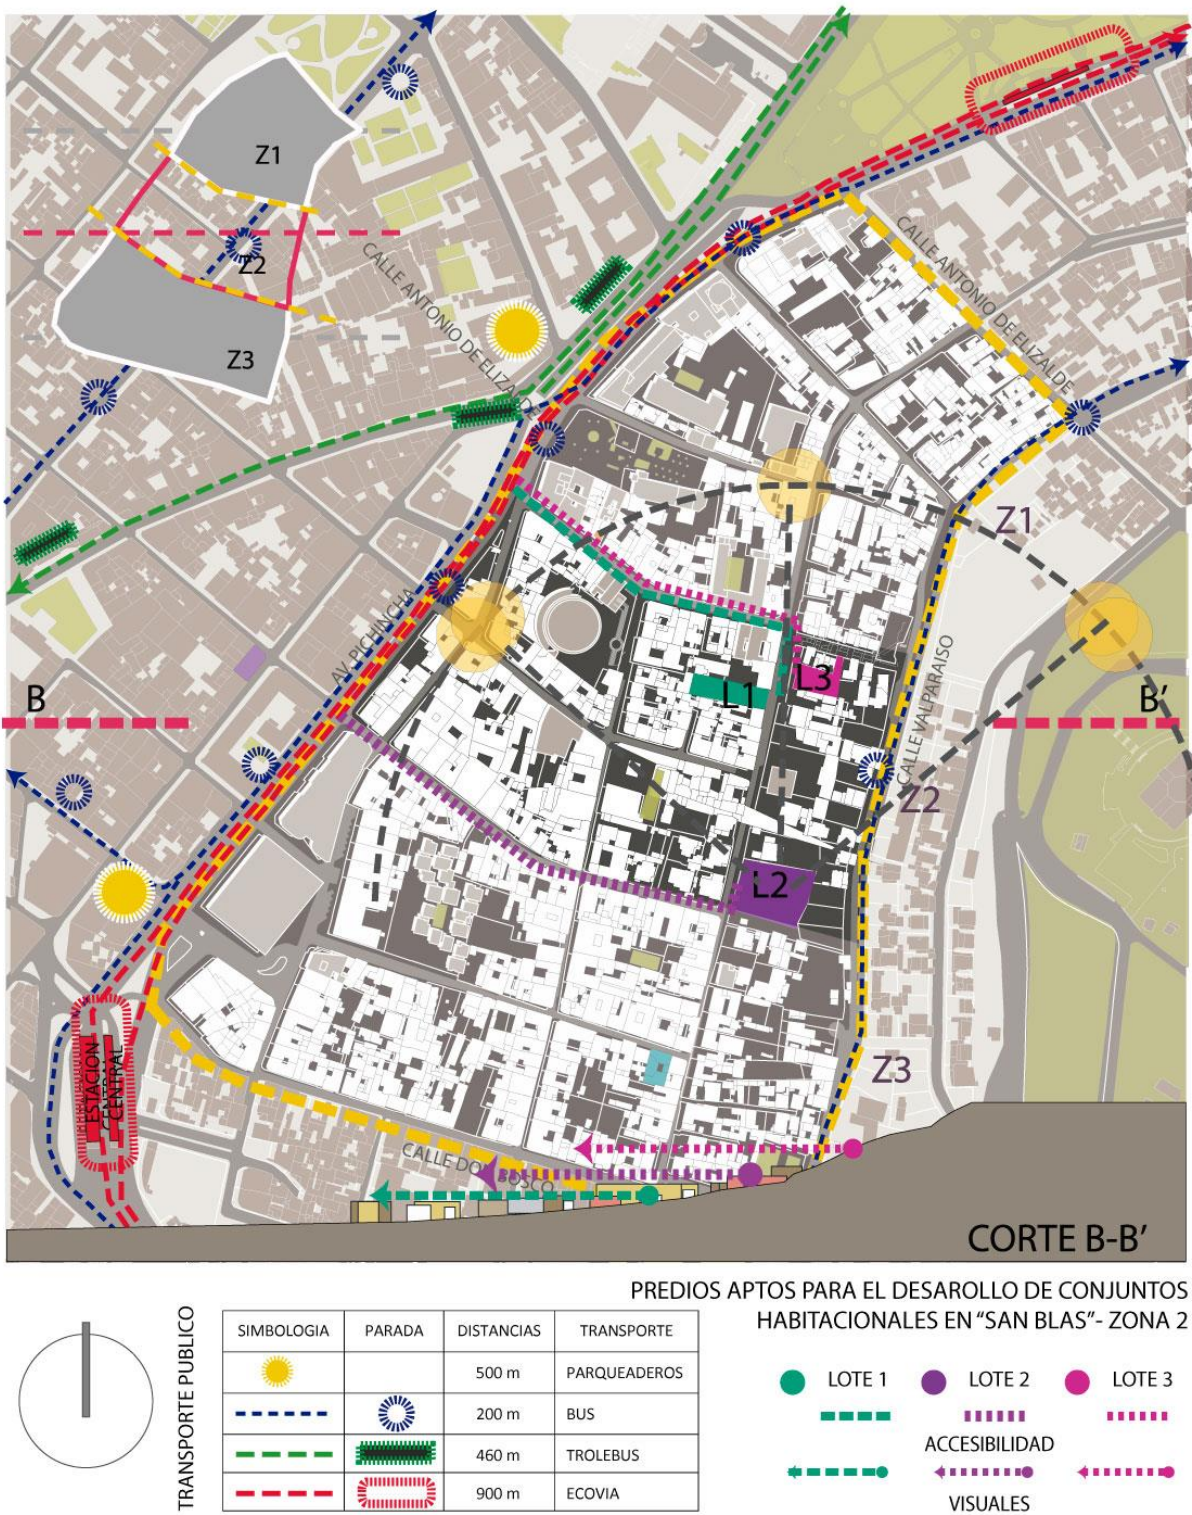 Z1
Z2
Z3
CALLE ANTONIO DE ELIZALDE
CALLE ANTONIO DE ELIZALDE
Z1
AV. PICHINCHA
CALLE VALPARAISO
B
B'
L1
L3
Z2
L2
Z3
ESTACION
CENTRAL
CENTRAL
CALLE DON BOSCO
CORTE B-B'
PREDIOS APTOS PARA EL DESAROLLO DE CONJUNTOS
HABITACIONALES EN "SAN BLAS"- ZONA 2
TRANSPORTE PUBLICO
SIMBOLOGIA PARADA DISTANCIAS TRANSPORTE
500 m PARQUEADEROS
200 m BUS
460 m TROLEBUS
900 m ECOVIA
LOTE 1 LOTE 2 LOTE 3
ACCESIBILIDAD
VISUALES